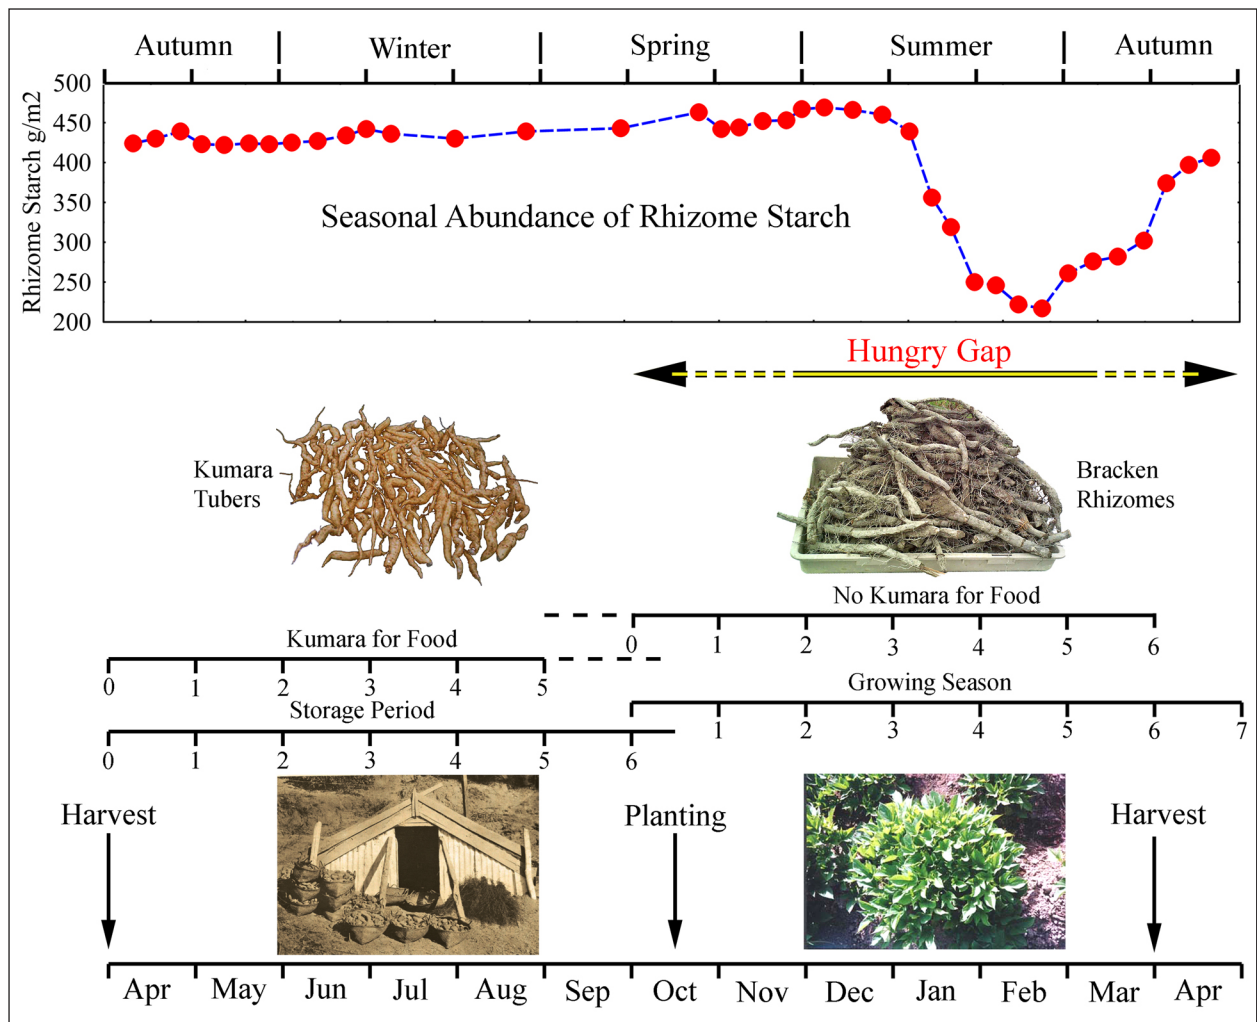 Autumn Winter Spring Summer Autumn
500
450
400
350
300
250
200
Rhizome Starch g/m2
Seasonal Abundance of Rhizome Starch
Hungry Gap
Kumara
Tubers
Bracken
Rhizomes
No Kumara for Food
0 1 2 3 4 5 6
Kumara for Food
0 1 2 3 4 5
Growing Season
1 2 3 4 5 6 7
Storage Period
0 1 2 3 4 5 6
Harvest Planting Harvest
Apr May Jun Jul Aug Sep Oct Nov Dec Jan Feb Mar Apr